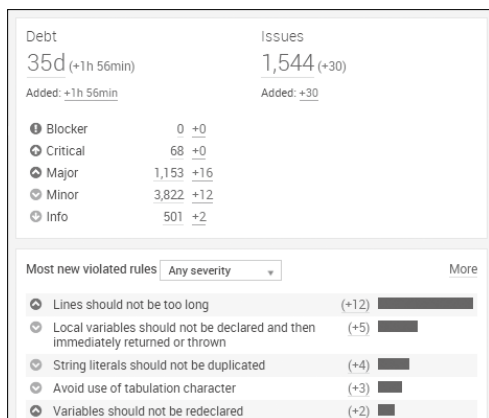 Debt
Issues
35d (+1h 56min)
1,544 (+30)
Added: +1h 56min
Added: +30
Blocker 0 +0
Critical 68 +0
Major 1,153 +16
Minor 3,822 +12
Info 501 +2
Most new violated rules Any severity More
Lines should not be too long (+12)
Local variables should not be declared and then (+5)
immediately returned or thrown
String literals should not be duplicated (+4)
Avoid use of tabulation character (+3)
Variables should not be redeclared (+2)